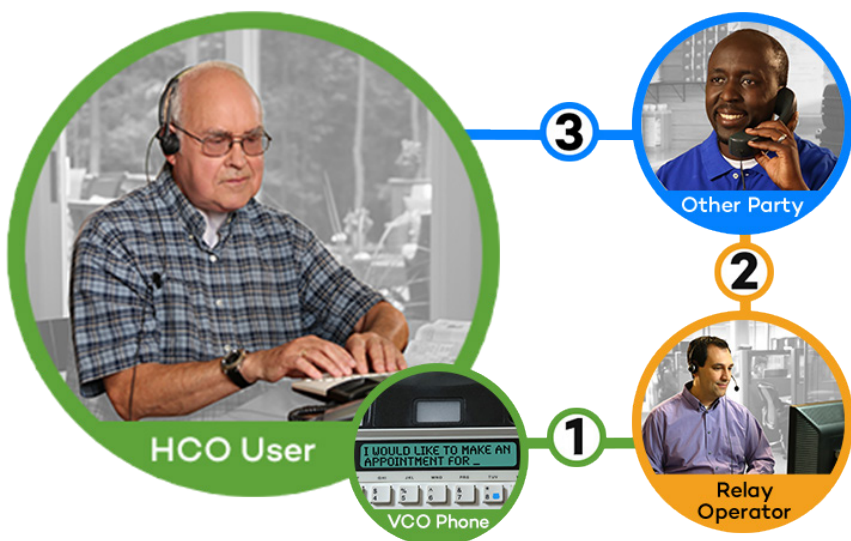 3
Other Party
2
HCO User
1
I WOULD LIKE TO MAKE AN
APPOINTMENT FOR _
VCO Phone
Relay
Operator